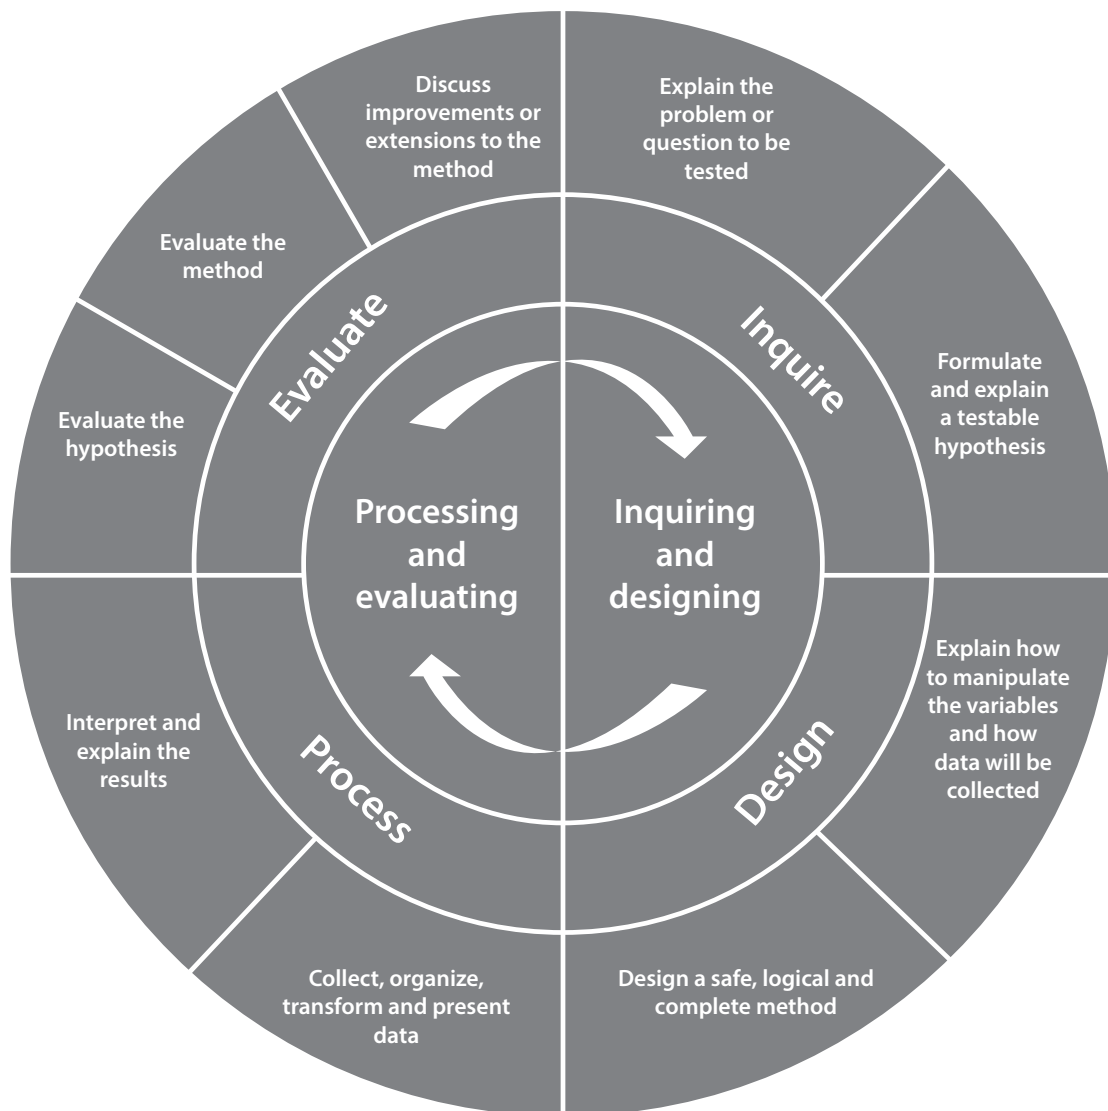 Discuss
improvements or
extensions to the
method
Explain the
problem or
question to be
tested
Evaluate the
method
Evaluate
Inquire
Formulate
and explain
a testable
hypothesis
Evaluate the
hypothesis
Processing
and
evaluating
Inquiring
and
designing
Explain how
to manipulate
the variables
and how
data will be
collected
Interpret and
explain the
results
Process
Design
Collect, organize,
transform and present
data
Design a safe, logical and
complete method